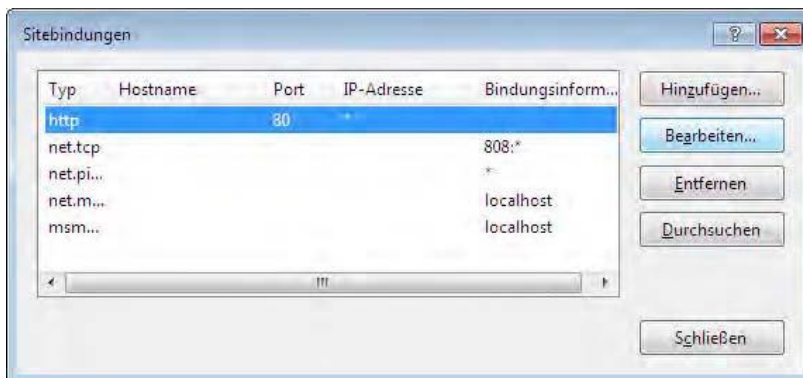 Sitebindungen
Typ Hostname Port IP-Adresse Bindungsinform...
http 80 *
net.tcp 808:*
net.pi... *
net.m... localhost
msm... localhost
Hinzufügen...
Bearbeiten...
Entfernen
Durchsuchen
Schließen